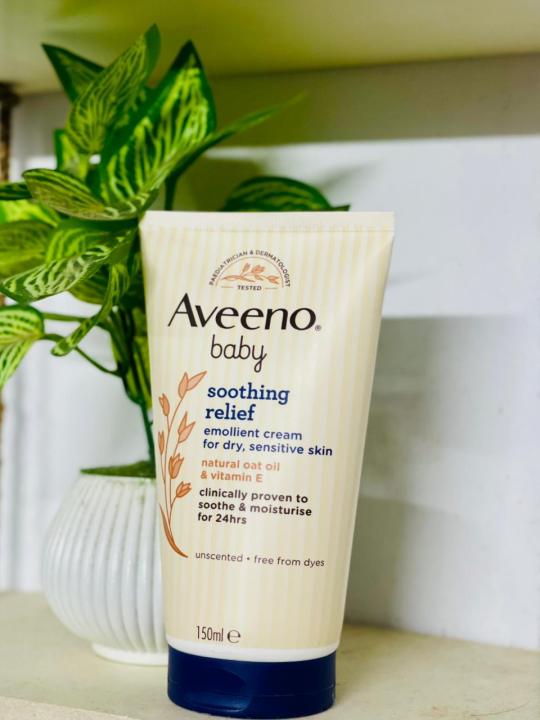 PAEDIATRICIAN & DERMATOLOGIST
TESTED
Aveeno®
baby
soothing
relief
emollient cream
for dry, sensitive skin
natural oat oil
& vitamin E
clinically proven to
soothe & moisturise
for 24hrs
unscented • free from dyes
150ml ℮